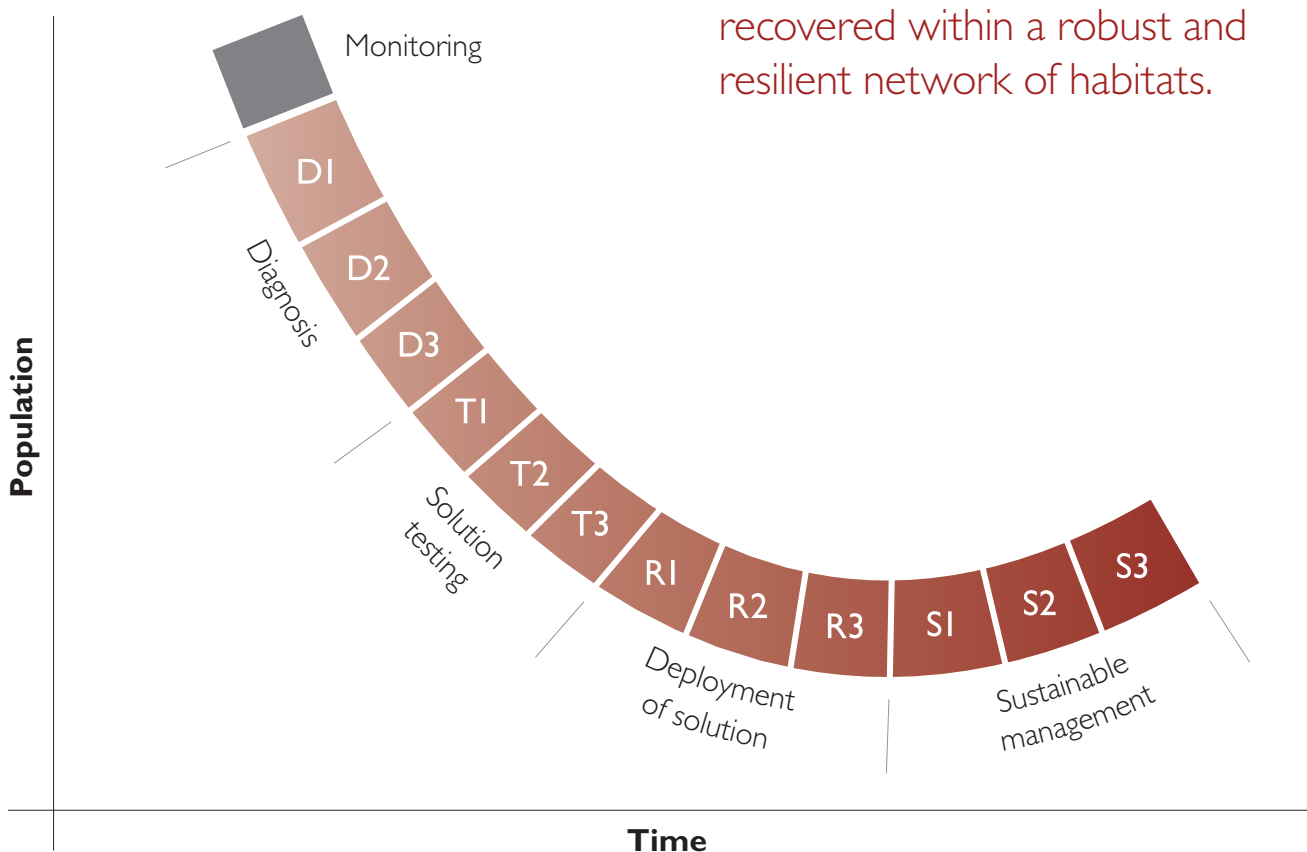 recovered within a robust and
resilient network of habitats.
Monitoring
D1
D2
D3
T1
T2
T3
R1
R2
R3
S1
S2
S3
Diagnosis
Solution
testing
Deployment
of solution
Sustainable
management
Population
Time